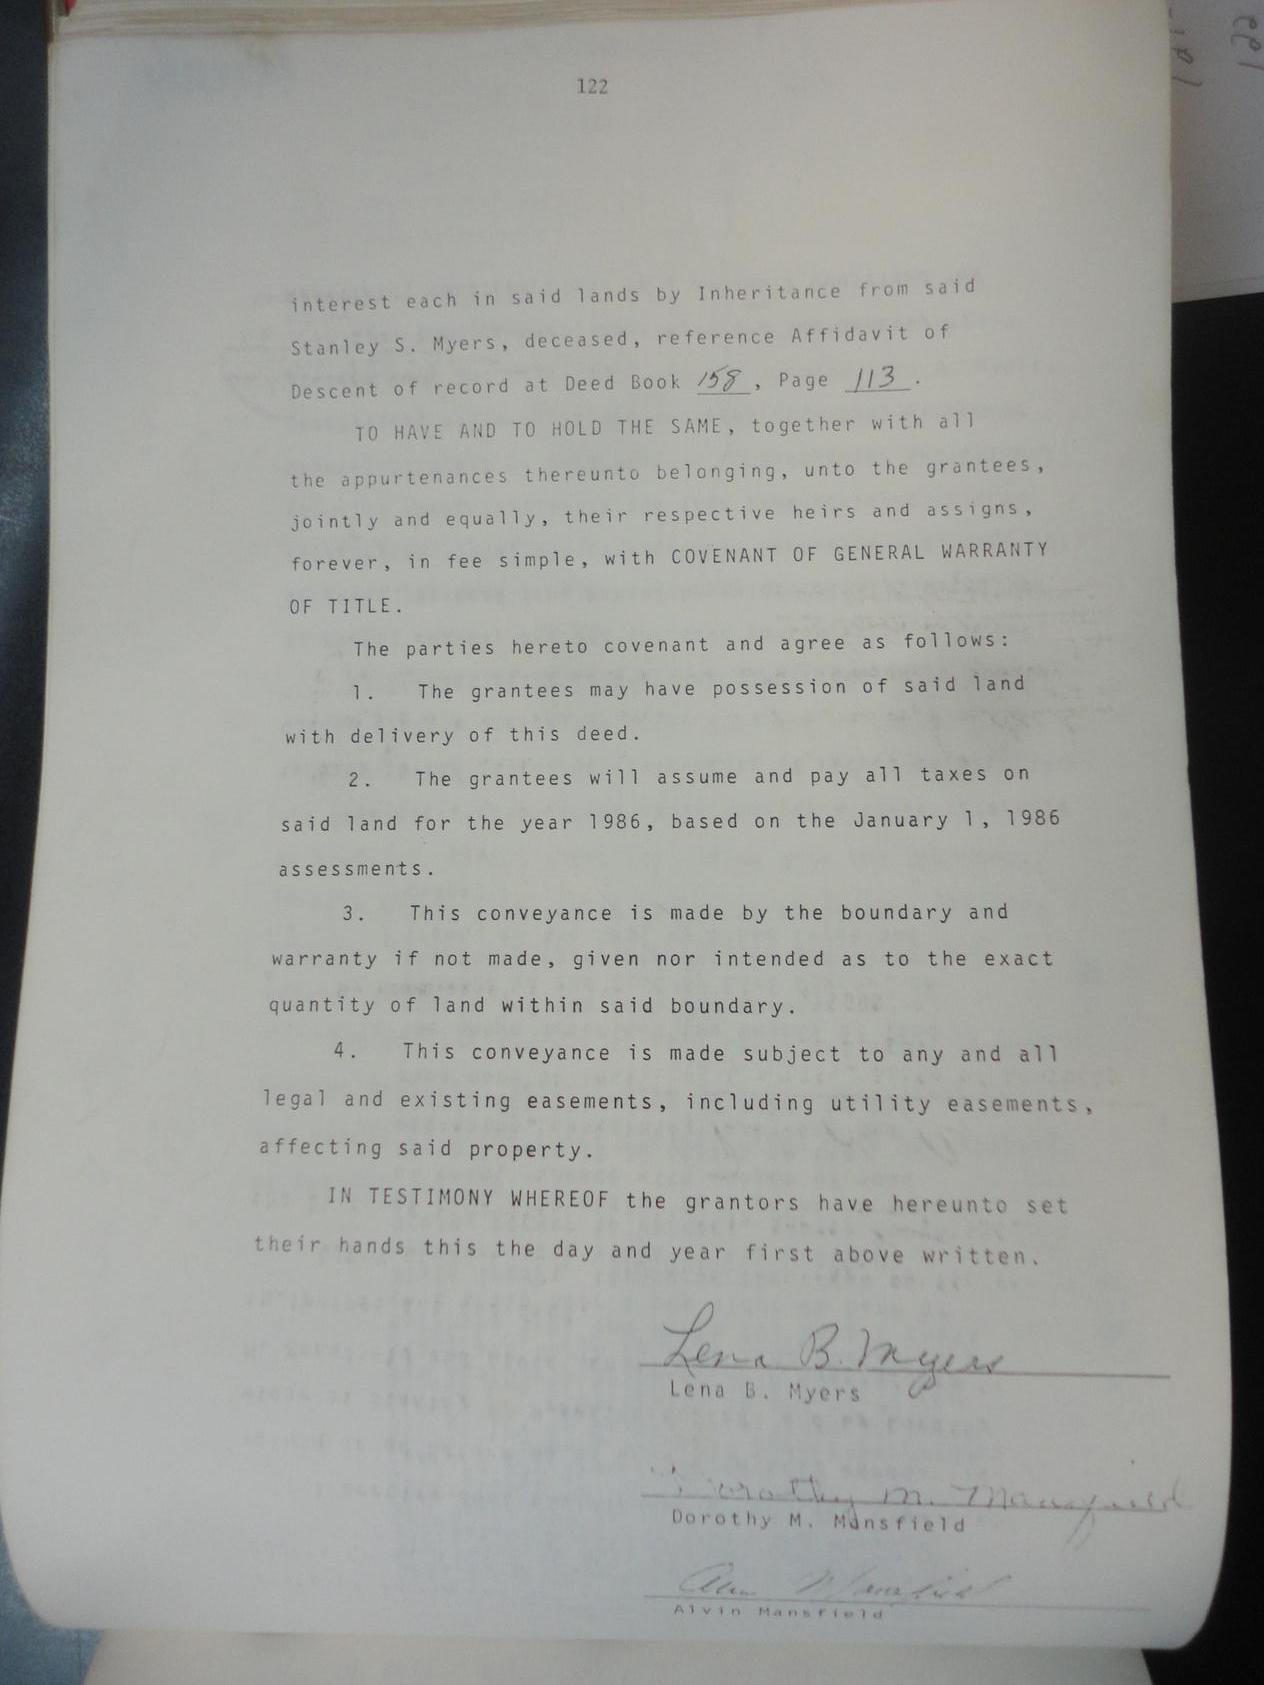 122
interest each in said lands by Inheritance from said
Stanley S. Myers, deceased, reference Affidavit of
Descent of record at Deed Book 158, Page 113.
TO HAVE AND TO HOLD THE SAME, together with all
the appurtenances thereunto belonging, unto the grantees,
jointly and equally, their respective heirs and assigns,
forever, in fee simple, with COVENANT OF GENERAL WARRANTY
OF TITLE.
The parties hereto covenant and agree as follows:
1. The grantees may have possession of said land
with delivery of this deed.
2. The grantees will assume and pay all taxes on
said land for the year 1986, based on the January 1, 1986
assessments.
3. This conveyance is made by the boundary and
warranty if not made, given nor intended as to the exact
quantity of land within said boundary.
4. This conveyance is made subject to any and all
legal and existing easements, including utility easements,
affecting said property.
IN TESTIMONY WHEREOF the grantors have hereunto set
their hands this the day and year first above written.
Lena B. Myers
Lena B. Myers
Dorothy M. Mansfield
Dorothy M. Mansfield
Alvin Mansfield
Alvin Mansfield